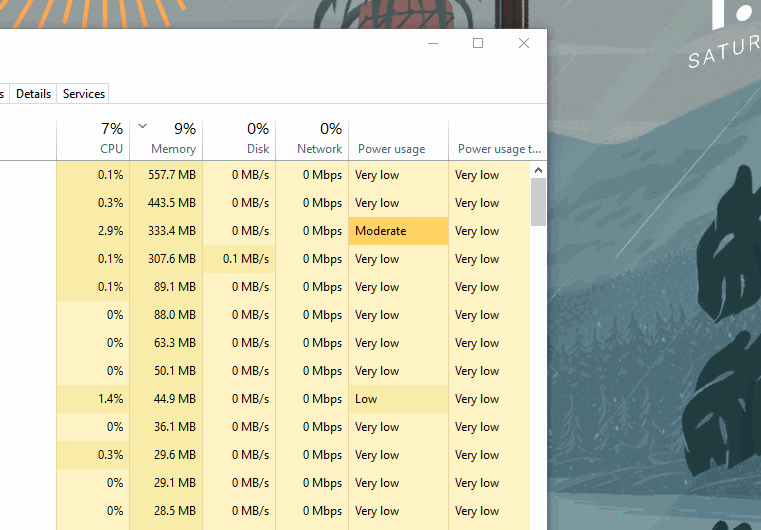 SATUR
s Details Services
7% 9% 0% 0%
CPU Memory Disk Network Power usage Power usage t...
0.1% 557.7 MB 0 MB/s 0 Mbps Very low Very low
0.3% 443.5 MB 0 MB/s 0 Mbps Very low Very low
2.9% 333.4 MB 0 MB/s 0 Mbps Moderate Very low
0.1% 307.6 MB 0.1 MB/s 0 Mbps Very low Very low
0.1% 89.1 MB 0 MB/s 0 Mbps Very low Very low
0% 88.0 MB 0 MB/s 0 Mbps Very low Very low
0% 63.3 MB 0 MB/s 0 Mbps Very low Very low
0% 50.1 MB 0 MB/s 0 Mbps Very low Very low
1.4% 44.9 MB 0 MB/s 0 Mbps Low Very low
0% 36.1 MB 0 MB/s 0 Mbps Very low Very low
0.3% 29.6 MB 0 MB/s 0 Mbps Very low Very low
0% 29.1 MB 0 MB/s 0 Mbps Very low Very low
0% 28.5 MB 0 MB/s 0 Mbps Very low Very low